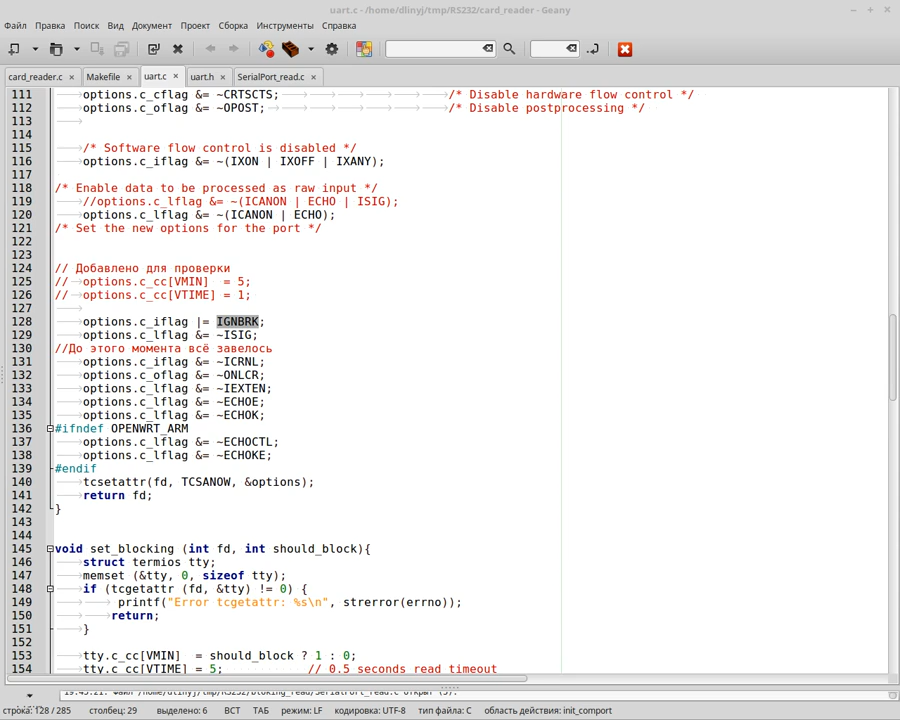 uart.c - /home/dlinyj/tmp/RS232/card_reader - Geany
Файл Правка Поиск Вид Документ Проект Сборка Инструменты Справка
card_reader.c Makefile uart.c uart.h SerialPort_read.c
111 options.c_cflag &= ~CRTSCTS; /* Disable hardware flow control */
112 options.c_oflag &= ~OPOST; /* Disable postprocessing */
113
114
115 /* Software flow control is disabled */
116 options.c_iflag &= ~(IXON | IXOFF | IXANY);
117
118 /* Enable data to be processed as raw input */
119 //options.c_lflag &= ~(ICANON | ECHO | ISIG);
120 options.c_lflag &= ~(ICANON | ECHO);
121 /* Set the new options for the port */
122
123
124 // Добавлено для проверки
125 // options.c_cc[VMIN]  = 5;
126 // options.c_cc[VTIME] = 1;
127
128 options.c_iflag |= IGNBRK;
129 options.c_lflag &= ~ISIG;
130 //До этого момента всё завелось
131 options.c_iflag &= ~ICRNL;
132 options.c_oflag &= ~ONLCR;
133 options.c_lflag &= ~IEXTEN;
134 options.c_lflag &= ~ECHOE;
135 options.c_lflag &= ~ECHOK;
136 #ifndef OPENWRT_ARM
137 options.c_lflag &= ~ECHOCTL;
138 options.c_lflag &= ~ECHOKE;
139 #endif
140 tcsetattr(fd, TCSANOW, &options);
141 return fd;
142 }
143
144
145 void set_blocking (int fd, int should_block){
146 struct termios tty;
147 memset (&tty, 0, sizeof tty);
148 if (tcgetattr (fd, &tty) != 0) {
149 printf("Error tcgetattr: %s\n", strerror(errno));
150 return;
151 }
152
153 tty.c_cc[VMIN]  = should_block ? 1 : 0;
154 tty.c_cc[VTIME] = 5; // 0.5 seconds read timeout
строка: 128 / 285 столбец: 29 выделено: 6 ВСТ ТАБ режим: LF кодировка: UTF-8 тип файла: C область действия: init_comport